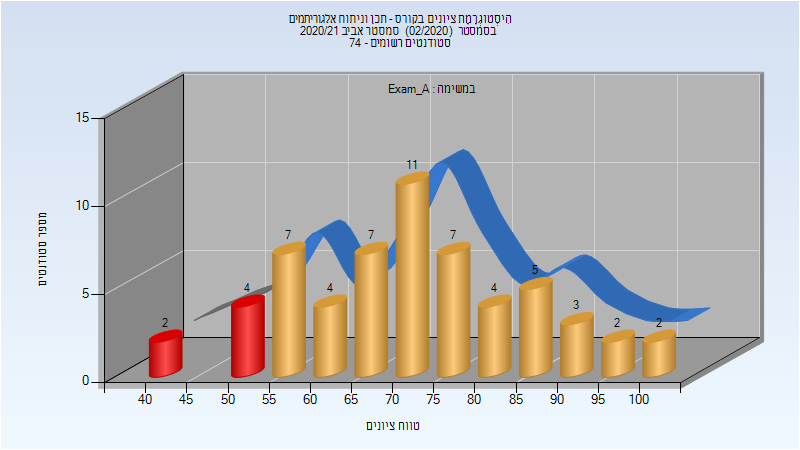 היסטוגרמת ציונים בקורס - תכן וניתוח אלגוריתמים
בסמסטר (02/2020) סמסטר אביב 2020/21
סטודנטים רשומים - 74
במשימה : Exam_A
מספר סטודנטים
15
10
5
0
2
4
7
4
7
11
7
4
5
3
2
2
40 45 50 55 60 65 70 75 80 85 90 95 100
טווח ציונים